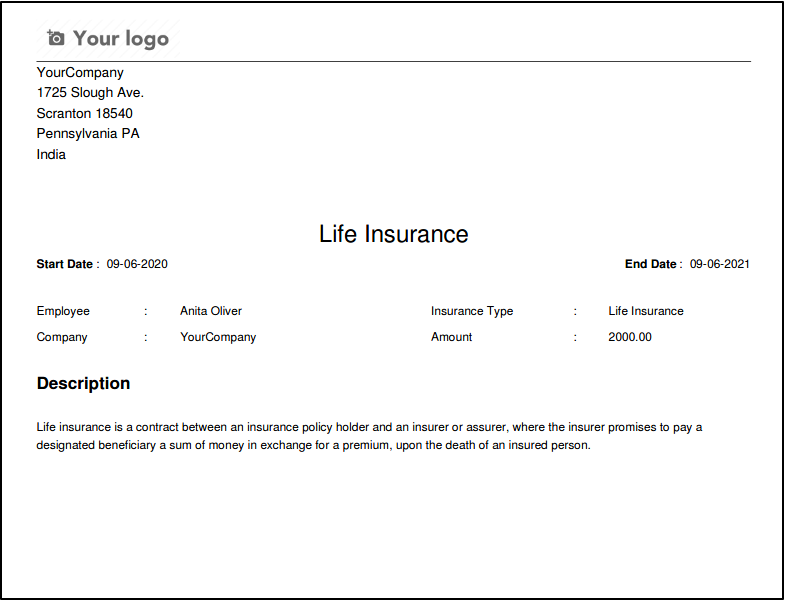 Your logo
YourCompany
1725 Slough Ave.
Scranton 18540
Pennsylvania PA
India
Life Insurance
Start Date : 09-06-2020 End Date : 09-06-2021
Employee : Anita Oliver Insurance Type : Life Insurance
Company : YourCompany Amount : 2000.00
Description
Life insurance is a contract between an insurance policy holder and an insurer or assurer, where the insurer promises to pay a
designated beneficiary a sum of money in exchange for a premium, upon the death of an insured person.